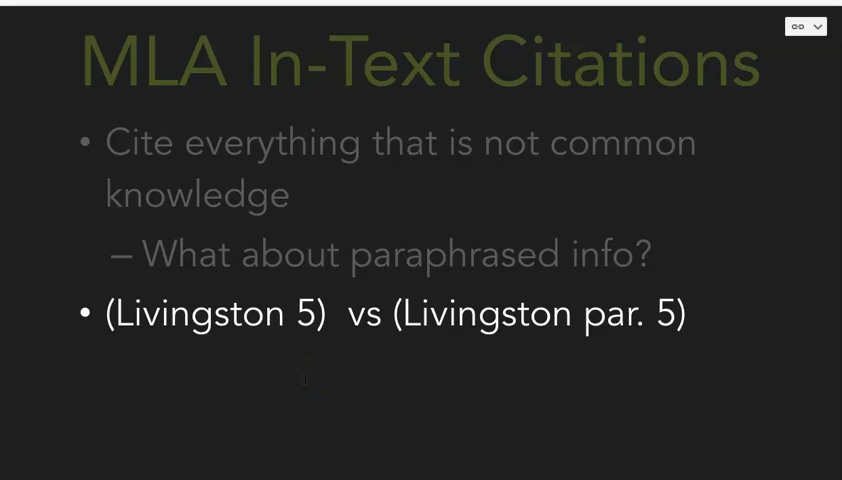 MLA In-Text Citations
• Cite everything that is not common
knowledge
– What about paraphrased info?
• (Livingston 5) vs (Livingston par. 5)